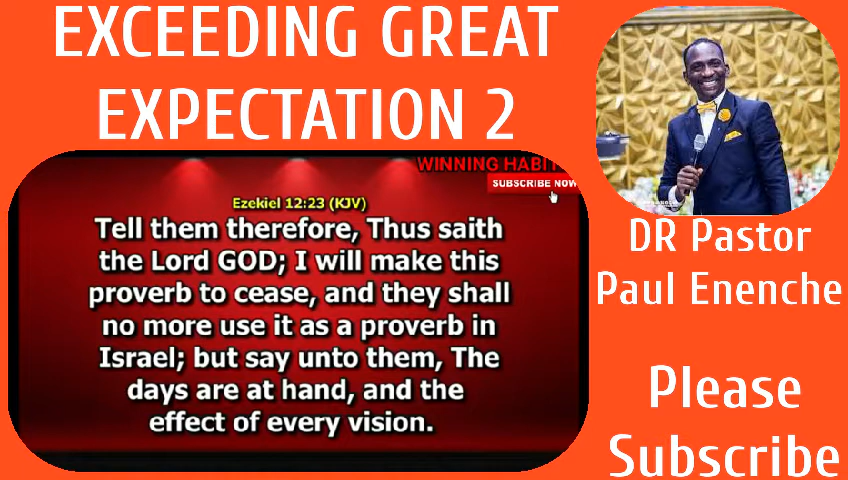 EXCEEDING GREAT
EXPECTATION 2
WINNING HABIT
SUBSCRIBE NOW
Ezekiel 12:23 (KJV)
Tell them therefore, Thus saith
the Lord GOD; I will make this
proverb to cease, and they shall
no more use it as a proverb in
Israel; but say unto them, The
days are at hand, and the
effect of every vision.
DR Pastor
Paul Enenche
Please
Subscribe